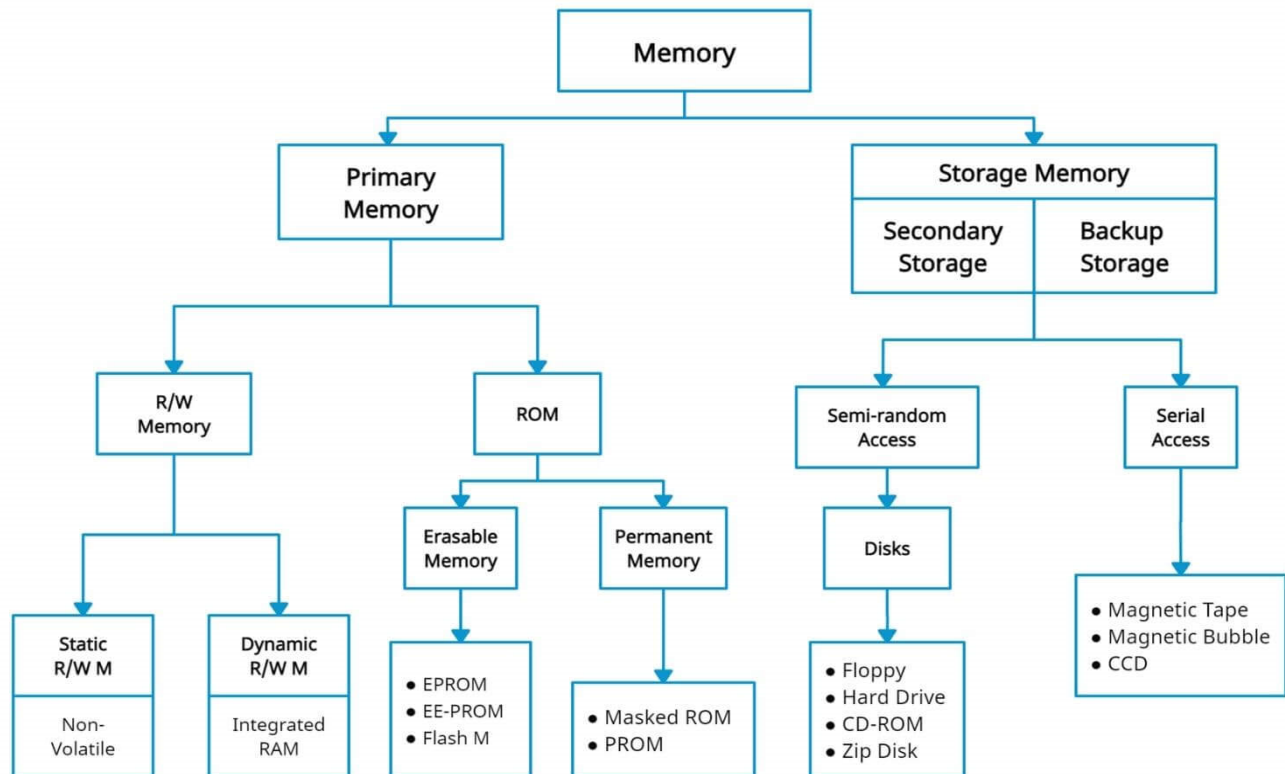 Memory
Primary
Memory
Storage Memory
Secondary
Storage
Backup
Storage
R/W
Memory
ROM
Semi-random
Access
Serial
Access
Erasable
Memory
Permanent
Memory
Disks
Static
R/W M
Non-
Volatile
Dynamic
R/W M
Integrated
RAM
• EPROM
• EE-PROM
• Flash M
• Masked ROM
• PROM
• Floppy
• Hard Drive
• CD-ROM
• Zip Disk
• Magnetic Tape
• Magnetic Bubble
• CCD